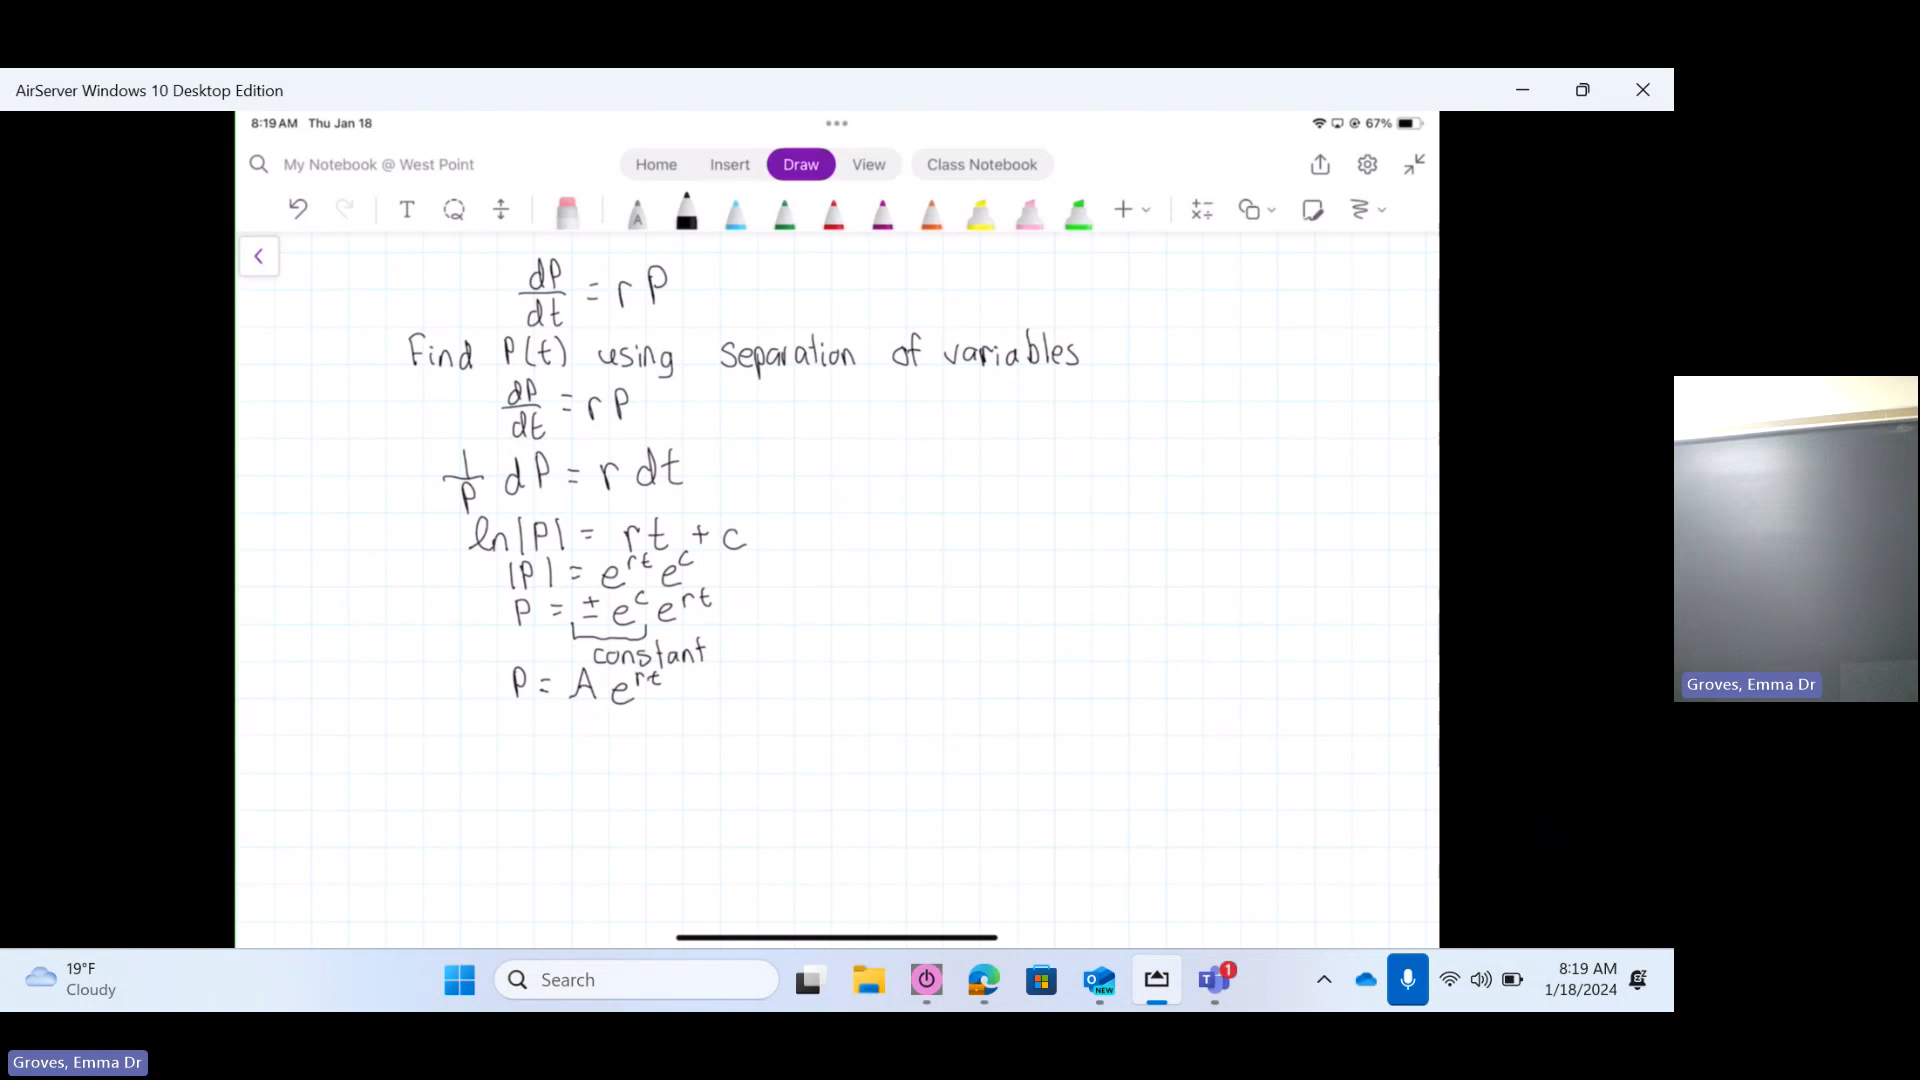 AirServer Windows 10 Desktop Edition
8:19 AM Thu Jan 18
67%
My Notebook @ West Point
Home Insert Draw View Class Notebook
T
A
dP/dt = r P
Find P(t) using separation of variables
dP/dt = r P
1/P dP = r dt
ln|P| = rt + c
|P| = e^rt e^c
P = ± e^c e^rt
constant
P = A e^rt
Groves, Emma Dr
19°F
Cloudy
Search
NEW
1
8:19 AM
1/18/2024
Groves, Emma Dr